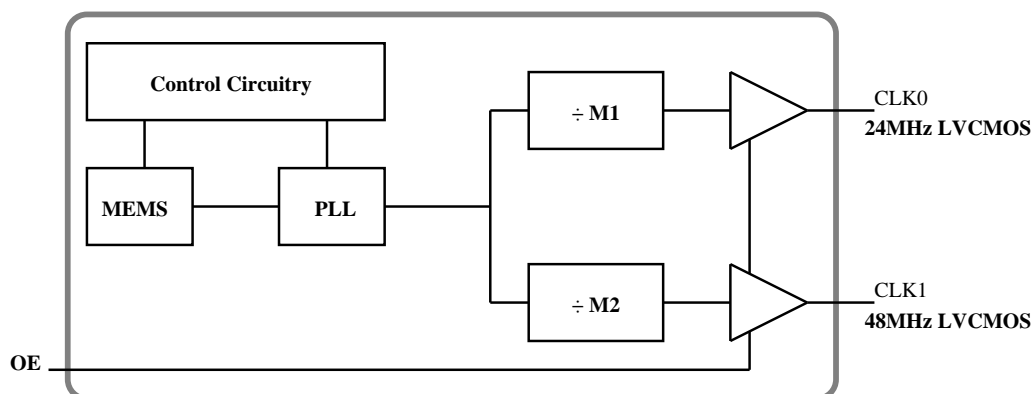 Control Circuitry
÷ M1
CLK0
24MHz LVCMOS
MEMS
PLL
÷ M2
CLK1
48MHz LVCMOS
OE